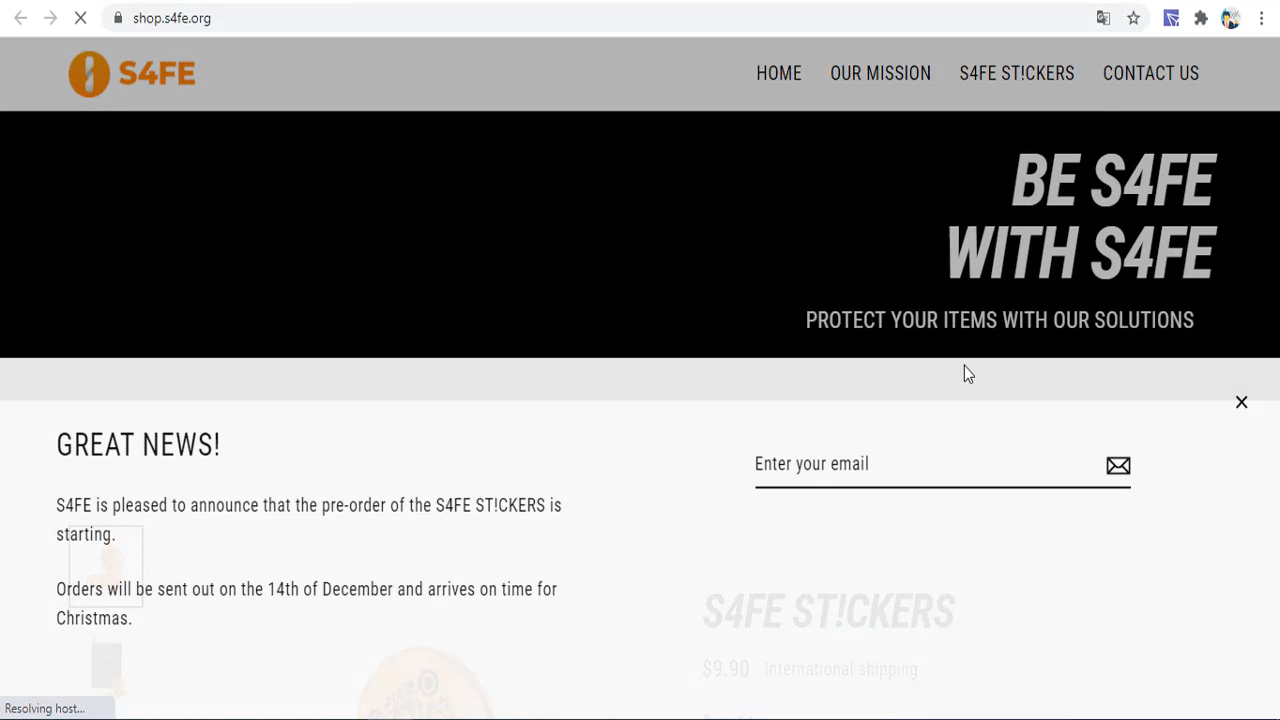 shop.s4fe.org
S4FE
HOME OUR MISSION S4FE ST!CKERS CONTACT US
BE S4FE
WITH S4FE
PROTECT YOUR ITEMS WITH OUR SOLUTIONS
GREAT NEWS!
Enter your email
S4FE is pleased to announce that the pre-order of the S4FE ST!CKERS is
starting.
Orders will be sent out on the 14th of December and arrives on time for
Christmas.
S4FE ST!CKERS
$9.90 International shipping
Resolving host...